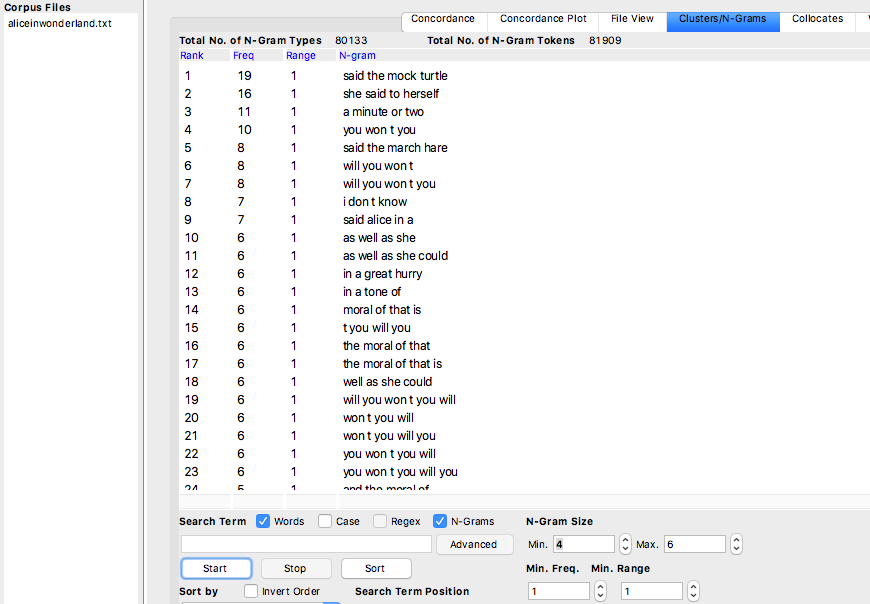 Corpus Files
aliceinwonderland.txt
Concordance Concordance Plot File View Clusters/N-Grams Collocates
Total No. of N-Gram Types 80133 Total No. of N-Gram Tokens 81909
Rank Freq Range N-gram
1 19 1 said the mock turtle
2 16 1 she said to herself
3 11 1 a minute or two
4 10 1 you won t you
5 8 1 said the march hare
6 8 1 will you won t
7 8 1 will you won t you
8 7 1 i don t know
9 7 1 said alice in a
10 6 1 as well as she
11 6 1 as well as she could
12 6 1 in a great hurry
13 6 1 in a tone of
14 6 1 moral of that is
15 6 1 t you will you
16 6 1 the moral of that
17 6 1 the moral of that is
18 6 1 well as she could
19 6 1 will you won t you will
20 6 1 won t you will
21 6 1 won t you will you
22 6 1 you won t you will
23 6 1 you won t you will you
24 5 1 and the moral of
Search Term Words Case Regex N-Grams N-Gram Size
Advanced Min. 4 Max. 6
Start Stop Sort Min. Freq. Min. Range
Sort by Invert Order Search Term Position 1 1